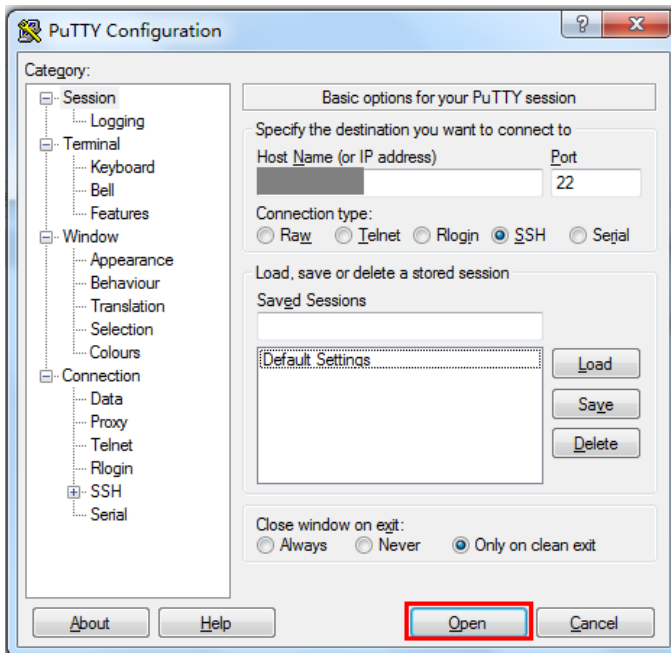 PuTTY Configuration
Category:
Session
Logging
Terminal
Keyboard
Bell
Features
Window
Appearance
Behaviour
Translation
Selection
Colours
Connection
Data
Proxy
Telnet
Rlogin
SSH
Serial
Basic options for your PuTTY session
Specify the destination you want to connect to
Host Name (or IP address) Port
22
Connection type:
Raw Telnet Rlogin SSH Serial
Load, save or delete a stored session
Saved Sessions
Default Settings
Load
Save
Delete
Close window on exit:
Always Never Only on clean exit
About Help Open Cancel